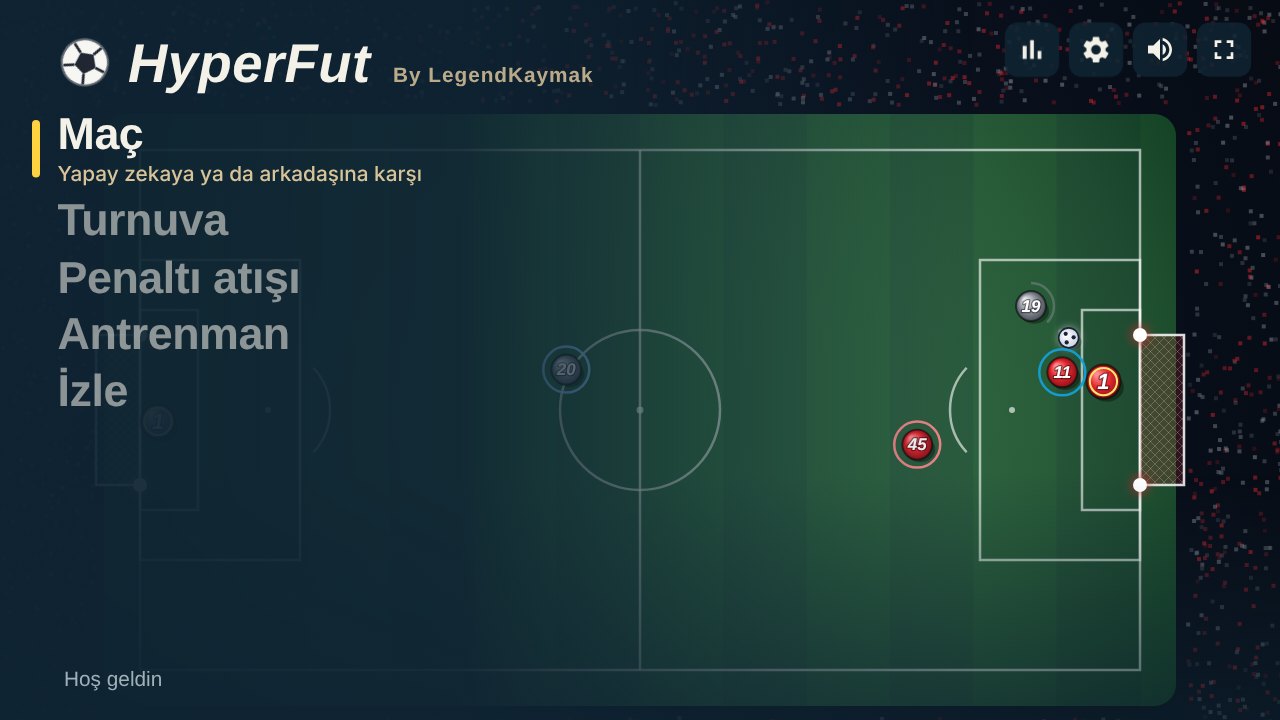 HyperFut By LegendKaymak
Maç
Yapay zekaya ya da arkadaşına karşı
Turnuva
Penaltı atışı
Antrenman
İzle
19
11
1
20
45
1
Hoş geldin